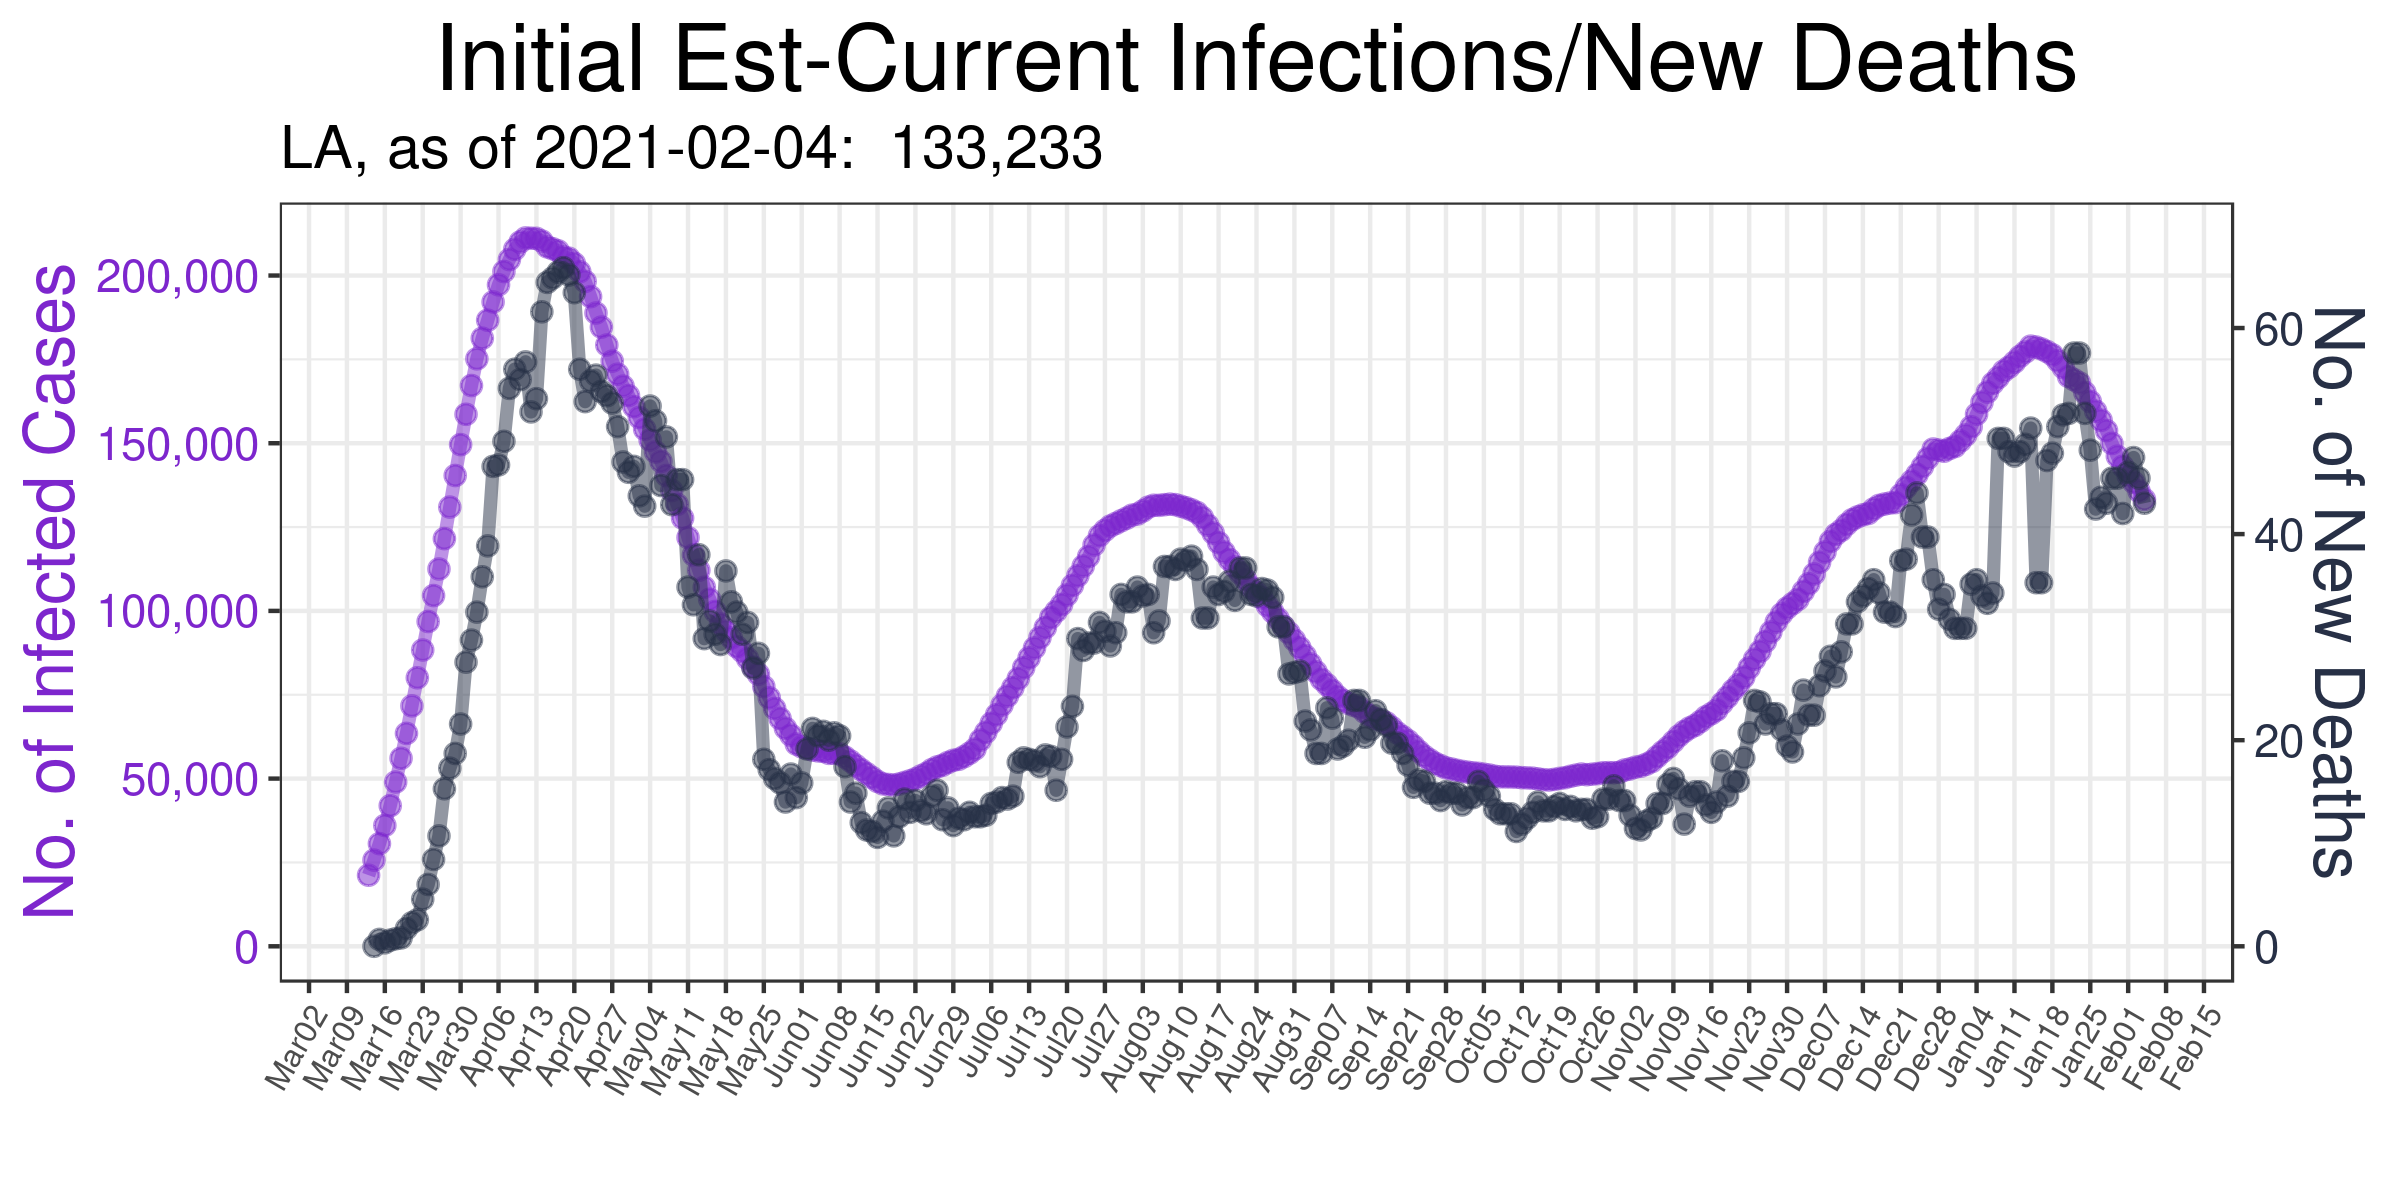 Initial Est-Current Infections/New Deaths
LA, as of 2021-02-04: 133,233
No. of Infected Cases
200,000
150,000
100,000
50,000
0
60
40
20
0
No. of New Deaths
Mar02
Mar09
Mar16
Mar23
Mar30
Apr06
Apr13
Apr20
Apr27
May04
May11
May18
May25
Jun01
Jun08
Jun15
Jun22
Jun29
Jul06
Jul13
Jul20
Jul27
Aug03
Aug10
Aug17
Aug24
Aug31
Sep07
Sep14
Sep21
Sep28
Oct05
Oct12
Oct19
Oct26
Nov02
Nov09
Nov16
Nov23
Nov30
Dec07
Dec14
Dec21
Dec28
Jan04
Jan11
Jan18
Jan25
Feb01
Feb08
Feb15